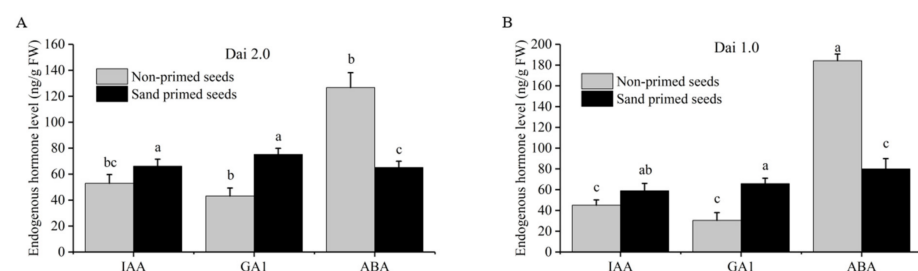 A
Dai 2.0
Endogenous hormone level (ng/g FW)
160
140
120
100
80
60
40
20
0
Non-primed seeds
Sand primed seeds
bc
a
b
a
b
c
IAA
GA1
ABA
B
Dai 1.0
Endogenous hormone level (ng/g FW)
200
180
160
140
120
100
80
60
40
20
0
Non-primed seeds
Sand primed seeds
c
ab
c
a
a
c
IAA
GA1
ABA